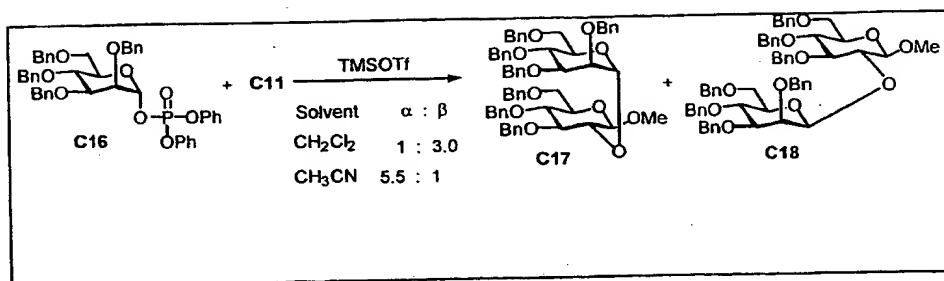 BnO OBn
BnO
BnO
O
O-P-OPh
O
OPh
C16
+ C11
TMSOTf
Solvent α : β
CH₂Cl₂ 1 : 3.0
CH₃CN 5.5 : 1
BnO OBn
BnO
BnO
O
BnO
BnO
BnO
O
OMe
O
C17
+
BnO
BnO
BnO
O
OMe
O
BnO OBn
BnO
BnO
O
C18